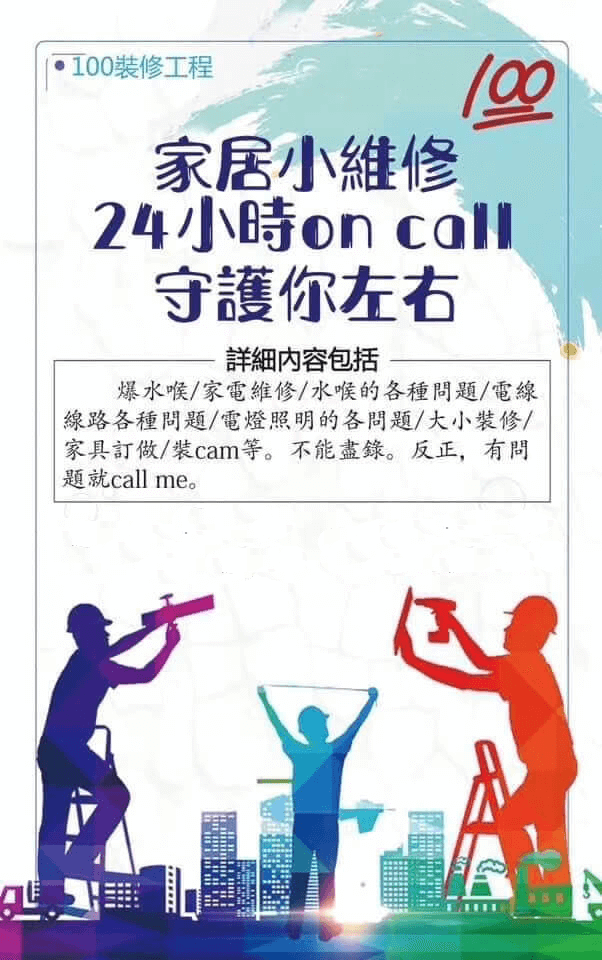 100裝修工程
100
家居小維修
24小時on call
守護你左右
詳細內容包括
爆水喉/家電維修/水喉的各種問題/電線
線路各種問題/電燈照明的各問題/大小裝修/
家具訂做/裝cam等。不能盡錄。反正,有問
題就call me。